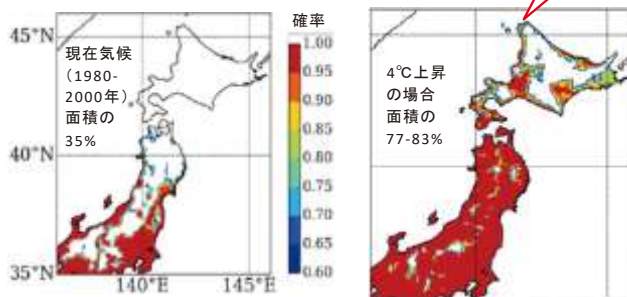 45°N
40°N
35°N
140°E
145°E
現在気候
（1980-
2000年）
面積の
35%
確率
1.00
0.95
0.90
0.85
0.80
0.75
0.70
0.65
0.60
4℃上昇
の場合
面積の
77-83%